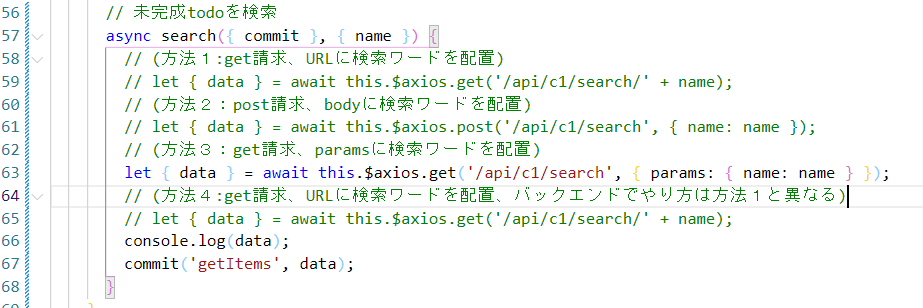 56 // 未完成todoを検索
57 async search({ commit }, { name }) {
58 // (方法１:get請求、URLに検索ワードを配置)
59 // let { data } = await this.$axios.get('/api/c1/search/' + name);
60 // (方法２：post請求、bodyに検索ワードを配置)
61 // let { data } = await this.$axios.post('/api/c1/search', { name: name });
62 // (方法３：get請求、paramsに検索ワードを配置)
63 let { data } = await this.$axios.get('/api/c1/search', { params: { name: name } });
64 // (方法４:get請求、URLに検索ワードを配置、バックエンドでやり方は方法１と異なる)
65 // let { data } = await this.$axios.get('/api/c1/search/' + name);
66 console.log(data);
67 commit('getItems', data);
68 }